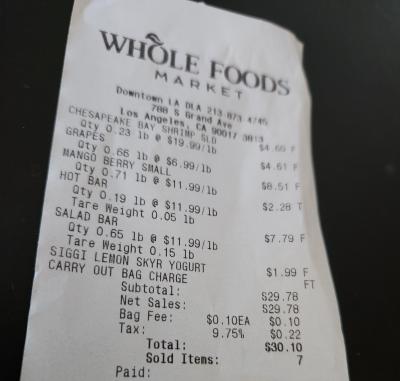 WHOLE FOODS
MARKET
Downtown LA DLA 213 873 4745
788 S Grand Ave
Los Angeles, CA 90017 3813
CHESAPEAKE BAY SHRIMP SLD $4.60 F
Qty 0.23 lb @ $19.99/lb
GRAPES $4.61 F
Qty 0.66 lb @ $6.99/lb
MANGO BERRY SMALL $8.51 F
Qty 0.71 lb @ $11.99/lb
HOT BAR $2.28 T
Qty 0.19 lb @ $11.99/lb
Tare Weight 0.05 lb
SALAD BAR $7.79 F
Qty 0.65 lb @ $11.99/lb
Tare Weight 0.15 lb
SIGGI LEMON SKYR YOGURT $1.99 F
CARRY OUT BAG CHARGE FT
Subtotal: $29.78
Net Sales: $29.78
Bag Fee: $0.10EA $0.10
Tax: 9.75% $0.22
Total: $30.10
Sold Items: 7
Paid: